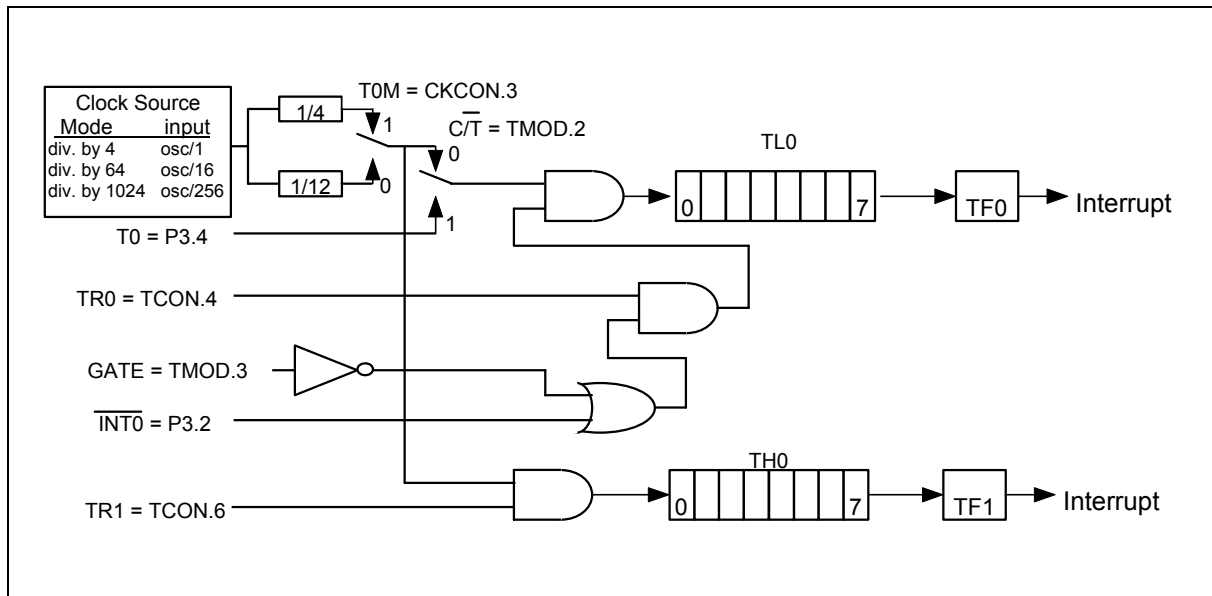 Clock Source
Mode input
div. by 4 osc/1
div. by 64 osc/16
div. by 1024 osc/256
1/4
1/12
T0M = CKCON.3
1
0
C/T̅ = TMOD.2
0
1
T0 = P3.4
TL0
0 7
TF0
Interrupt
TR0 = TCON.4
GATE = TMOD.3
I̅N̅T̅0̅ = P3.2
TR1 = TCON.6
TH0
0 7
TF1
Interrupt